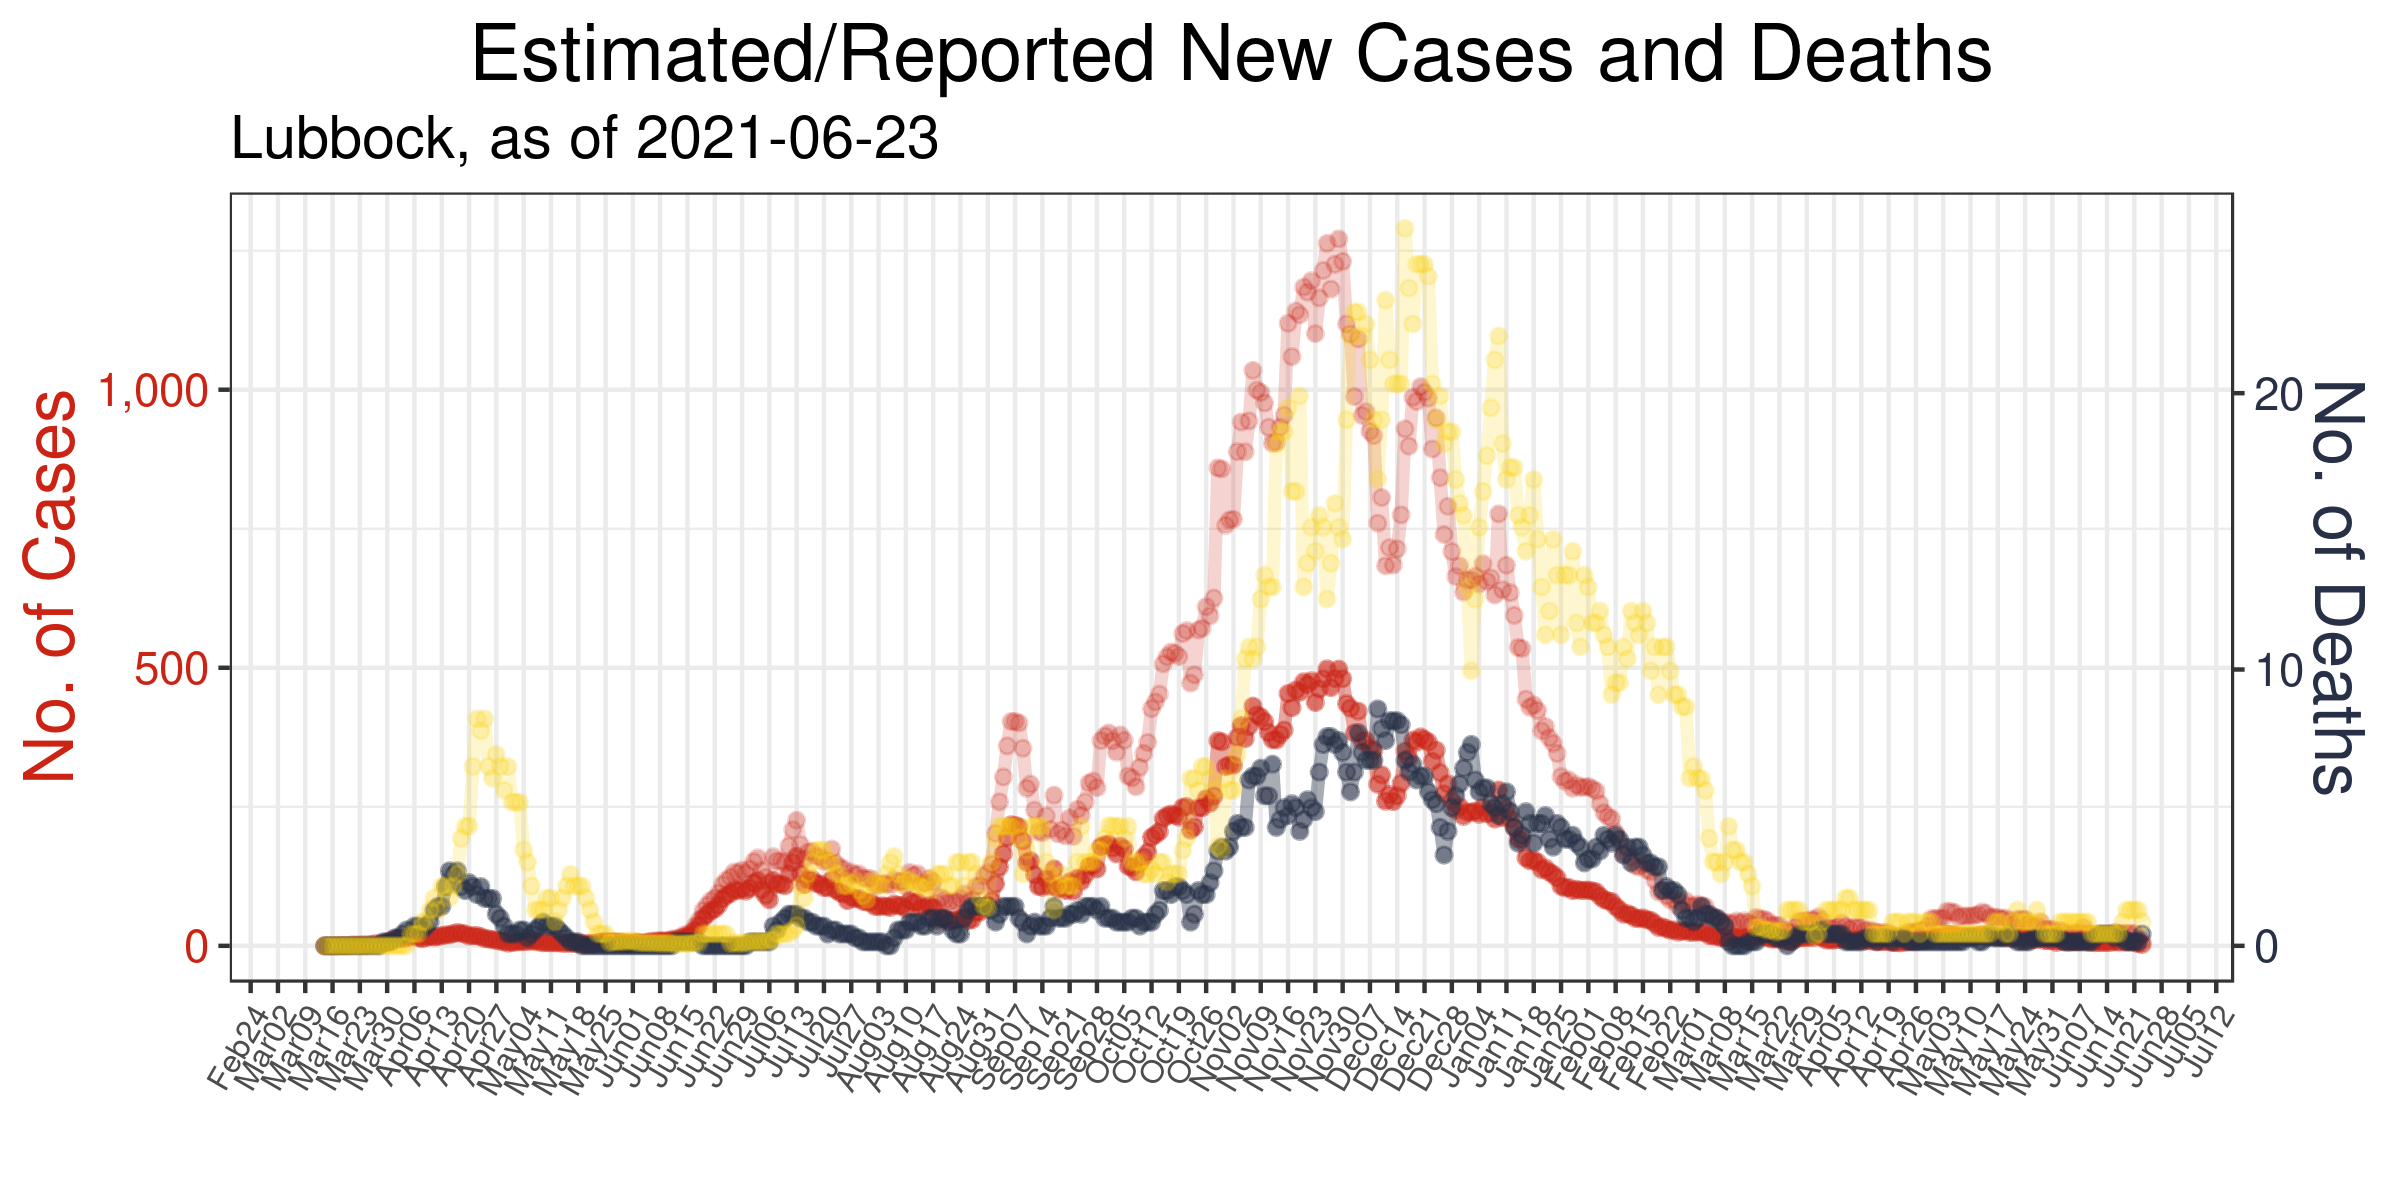 Estimated/Reported New Cases and Deaths
Lubbock, as of 2021-06-23
No. of Cases
1,000
500
0
20
10
0
No. of Deaths
Feb24
Mar02
Mar09
Mar16
Mar23
Mar30
Apr06
Apr13
Apr20
Apr27
May04
May11
May18
May25
Jun01
Jun08
Jun15
Jun22
Jun29
Jul06
Jul13
Jul20
Jul27
Aug03
Aug10
Aug17
Aug24
Aug31
Sep07
Sep14
Sep21
Sep28
Oct05
Oct12
Oct19
Oct26
Nov02
Nov09
Nov16
Nov23
Nov30
Dec07
Dec14
Dec21
Dec28
Jan04
Jan11
Jan18
Jan25
Feb01
Feb08
Feb15
Feb22
Mar01
Mar08
Mar15
Mar22
Mar29
Apr05
Apr12
Apr19
Apr26
May03
May10
May17
May24
May31
Jun07
Jun14
Jun21
Jun28
Jul05
Jul12